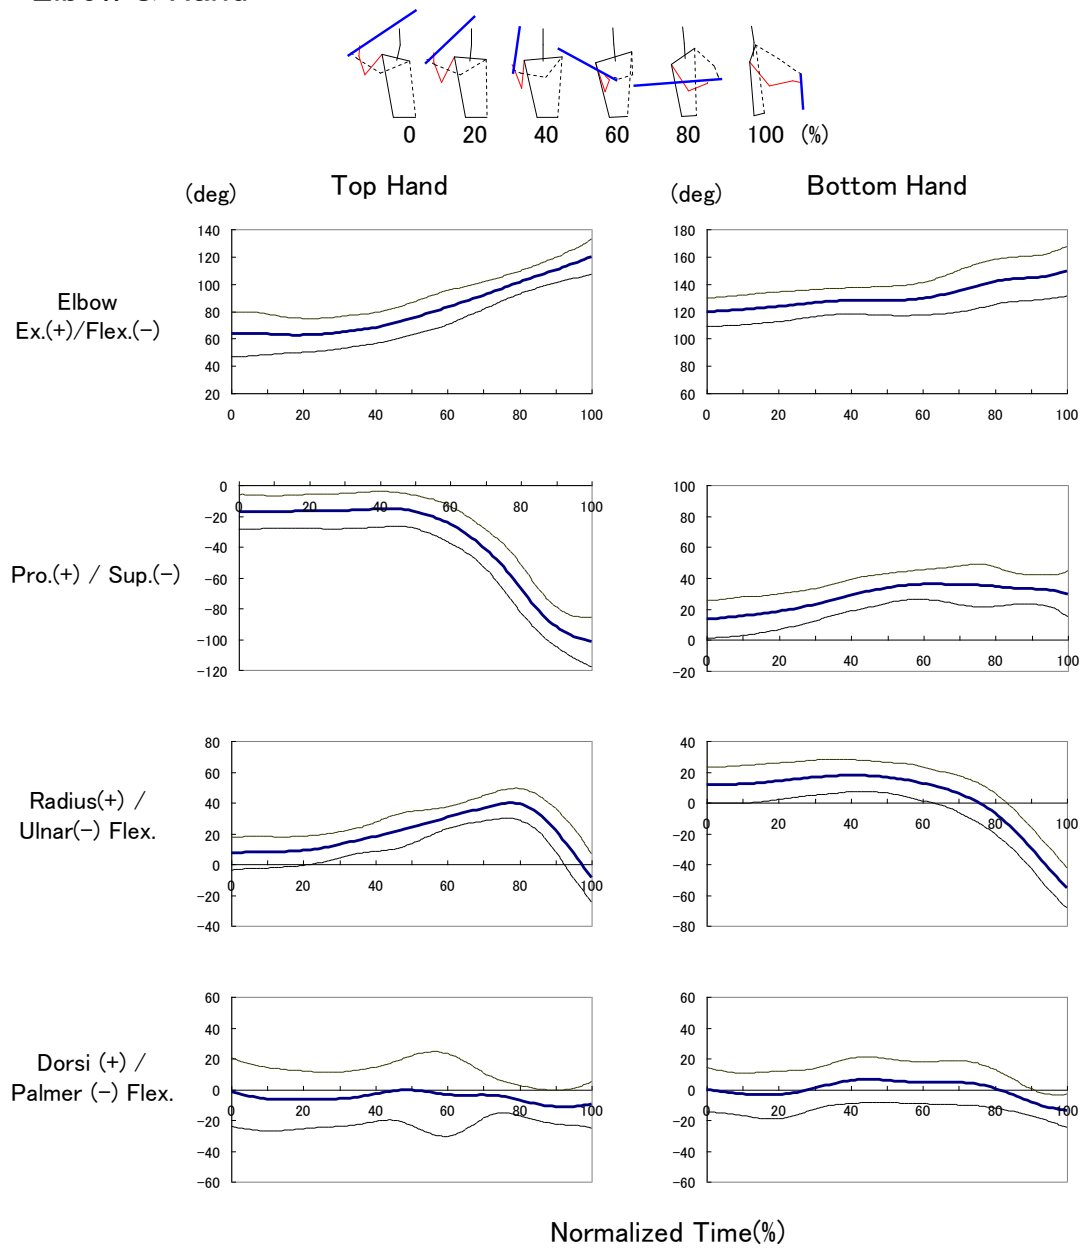 Elbow & Hand
0 20 40 60 80 100 (%)
(deg) Top Hand (deg) Bottom Hand
Elbow
Ex.(+)/Flex.(-)
140 120 100 80 60 40 20
0 20 40 60 80 100
180 160 140 120 100 80 60
0 20 40 60 80 100
Pro.(+) / Sup.(-)
0 -20 -40 -60 -80 -100 -120
0 20 40 60 80 100
100 80 60 40 20 0 -20
0 20 40 60 80 100
Radius(+) /
Ulnar(-) Flex.
80 60 40 20 0 -20 -40
0 20 40 60 80 100
40 20 0 -20 -40 -60 -80
0 20 40 60 80 100
Dorsi (+) /
Palmer (-) Flex.
60 40 20 0 -20 -40 -60
0 20 40 60 80 100
60 40 20 0 -20 -40 -60
0 20 40 60 80 100
Normalized Time(%)